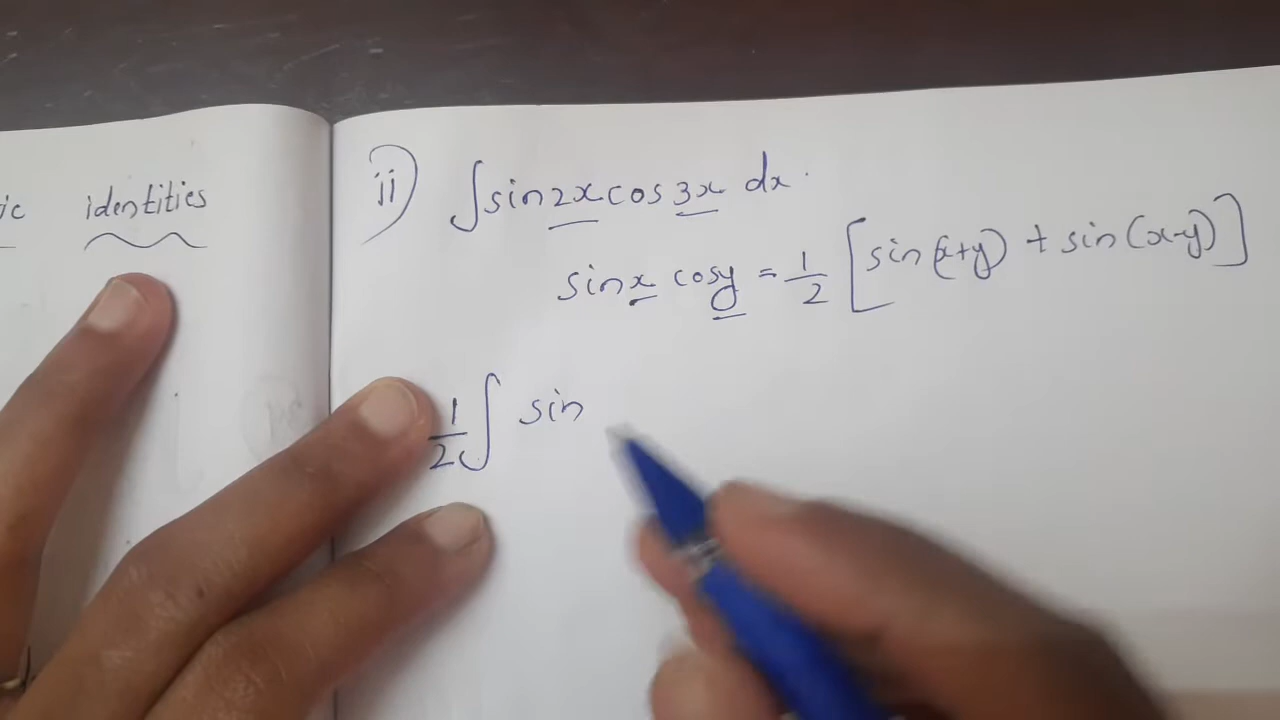 ic identities
ii) ∫sin2x cos3x dx.
sinx cosy = 1/2 [sin(x+y) + sin(x-y)]
1/2 ∫ sin